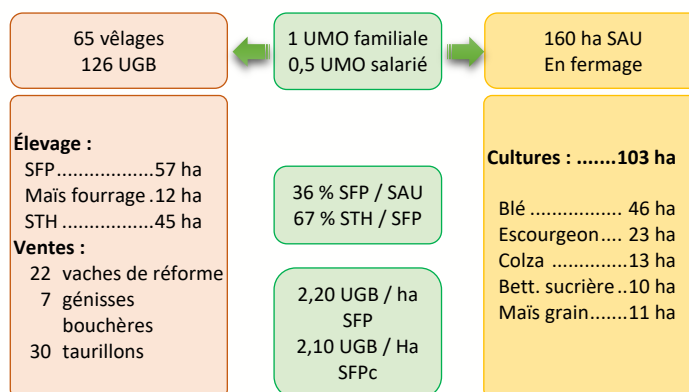 65 vêlages
126 UGB
1 UMO familiale
0,5 UMO salarié
160 ha SAU
En fermage
Élevage :
SFP..................57 ha
Maïs fourrage .12 ha
STH ..................45 ha
Ventes :
22 vaches de réforme
7 génisses
bouchères
30 taurillons
36 % SFP / SAU
67 % STH / SFP
2,20 UGB / ha
SFP
2,10 UGB / Ha
SFPc
Cultures : .......103 ha
Blé .................. 46 ha
Escourgeon.... 23 ha
Colza ...............13 ha
Bett. sucrière..10 ha
Maïs grain.......11 ha